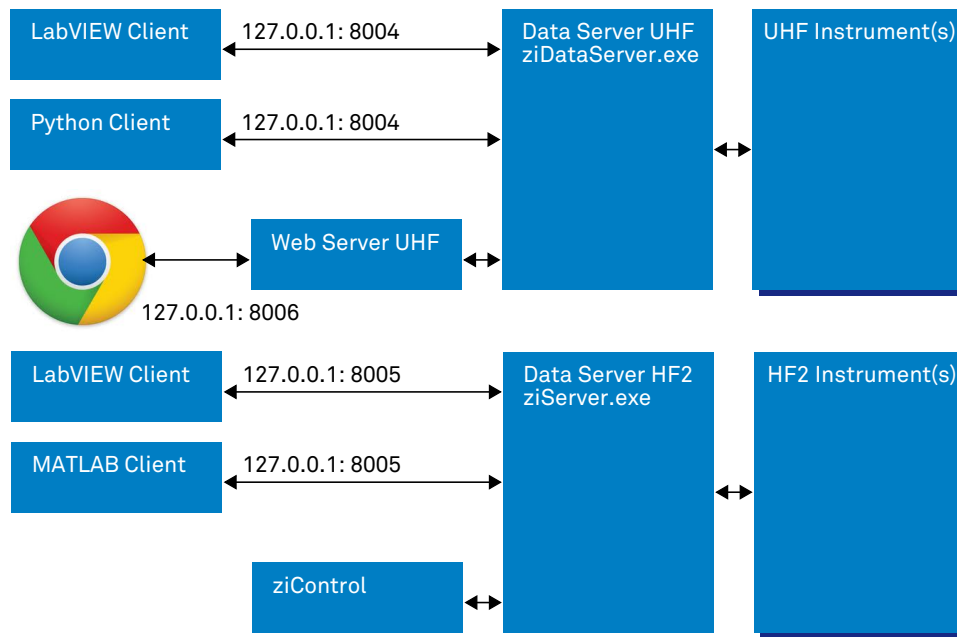 LabVIEW Client
127.0.0.1: 8004
Data Server UHF
ziDataServer.exe
UHF Instrument(s)
Python Client
127.0.0.1: 8004
Web Server UHF
127.0.0.1: 8006
LabVIEW Client
127.0.0.1: 8005
Data Server HF2
ziServer.exe
HF2 Instrument(s)
MATLAB Client
127.0.0.1: 8005
ziControl